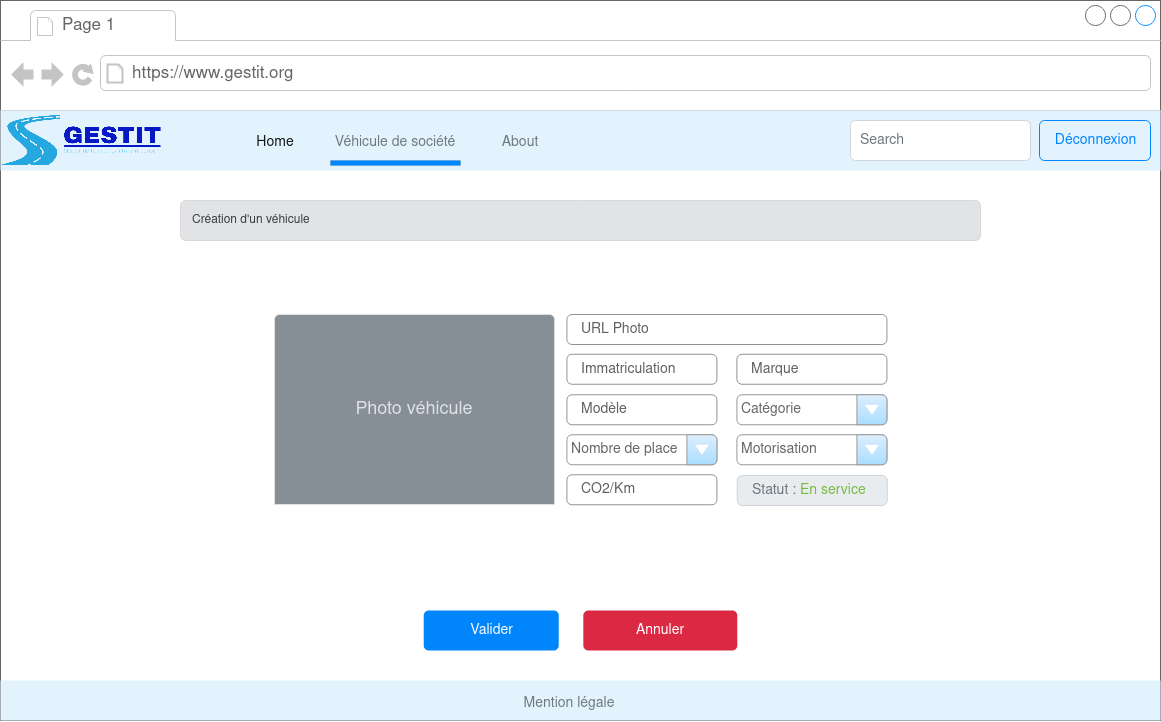 Page 1
https://www.gestit.org
GESTIT
Home
Véhicule de société
About
Search
Déconnexion
Création d'un véhicule
Photo véhicule
URL Photo
Immatriculation
Marque
Modèle
Catégorie
Nombre de place
Motorisation
CO2/Km
Statut : En service
Valider
Annuler
Mention légale